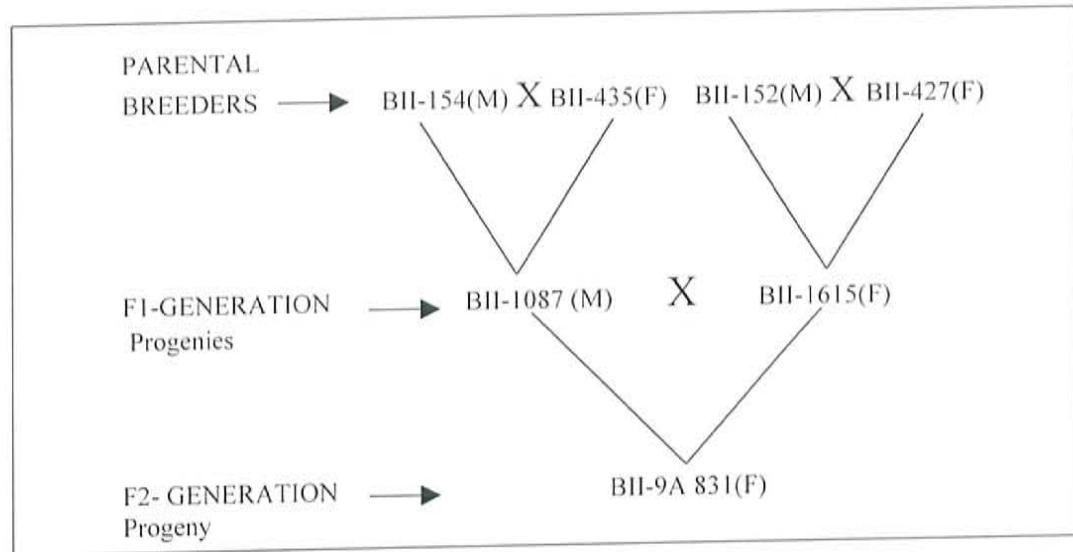 PARENTAL
BREEDERS
BII-154(M) X BII-435(F) BII-152(M) X BII-427(F)
F1-GENERATION
Progenies
BII-1087 (M) X BII-1615(F)
F2- GENERATION
Progeny
BII-9A 831(F)